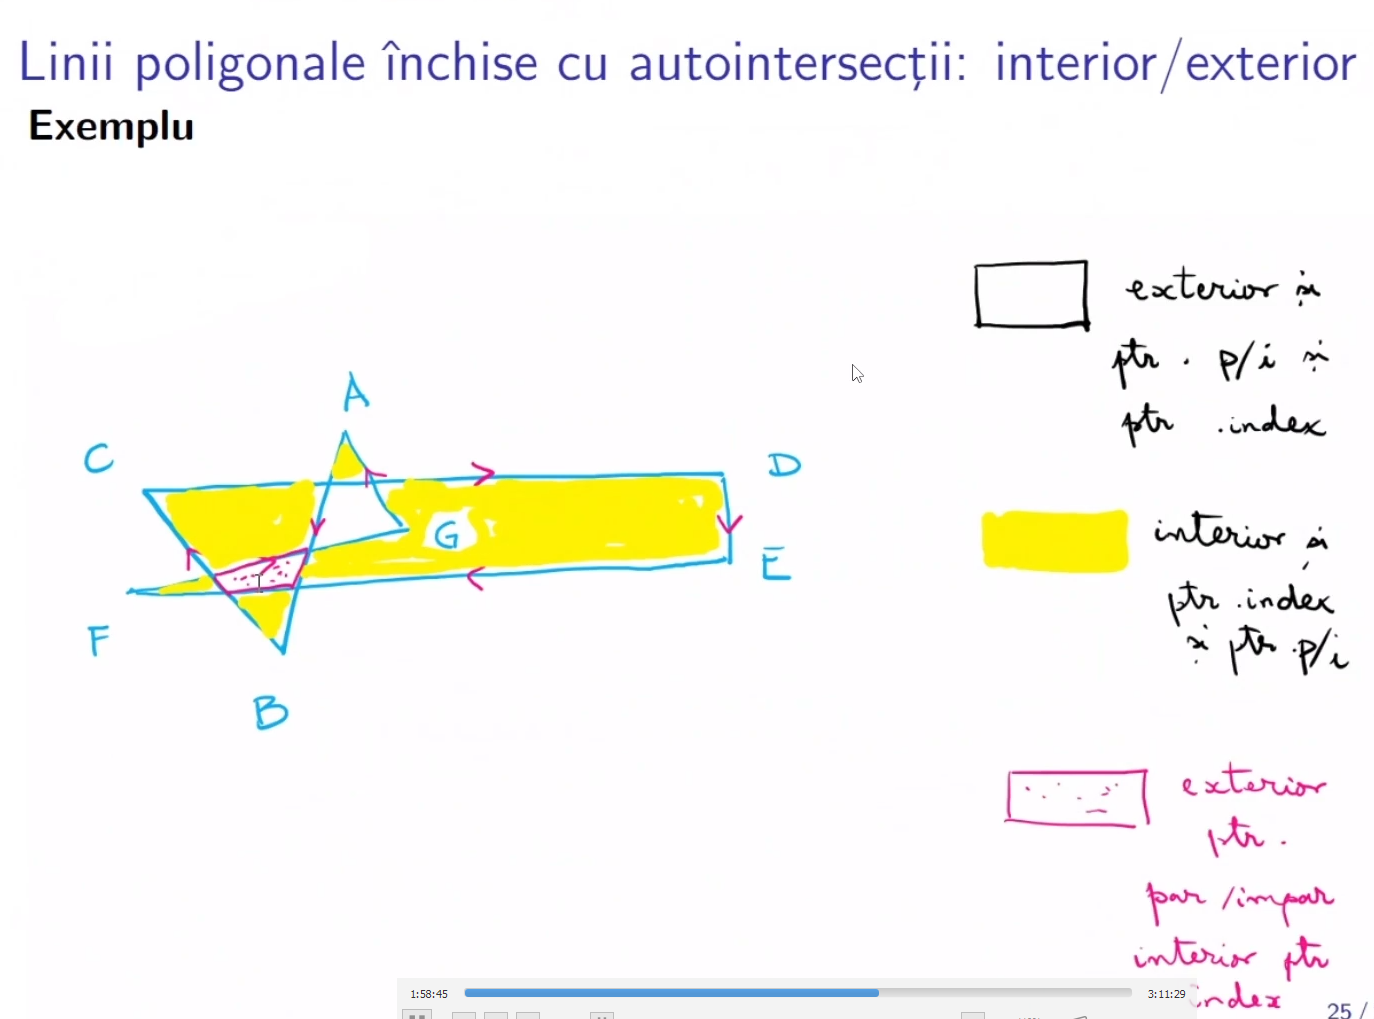 Linii poligonale închise cu autointersecții: interior/exterior
Exemplu
exterior și
ptr. p/i și
ptr .index
A
C
D
G
E
F
B
interior și
ptr .index
și ptr .p/i
exterior
ptr.
par/impar
interior ptr
index
1:58:45
3:11:29
25 /